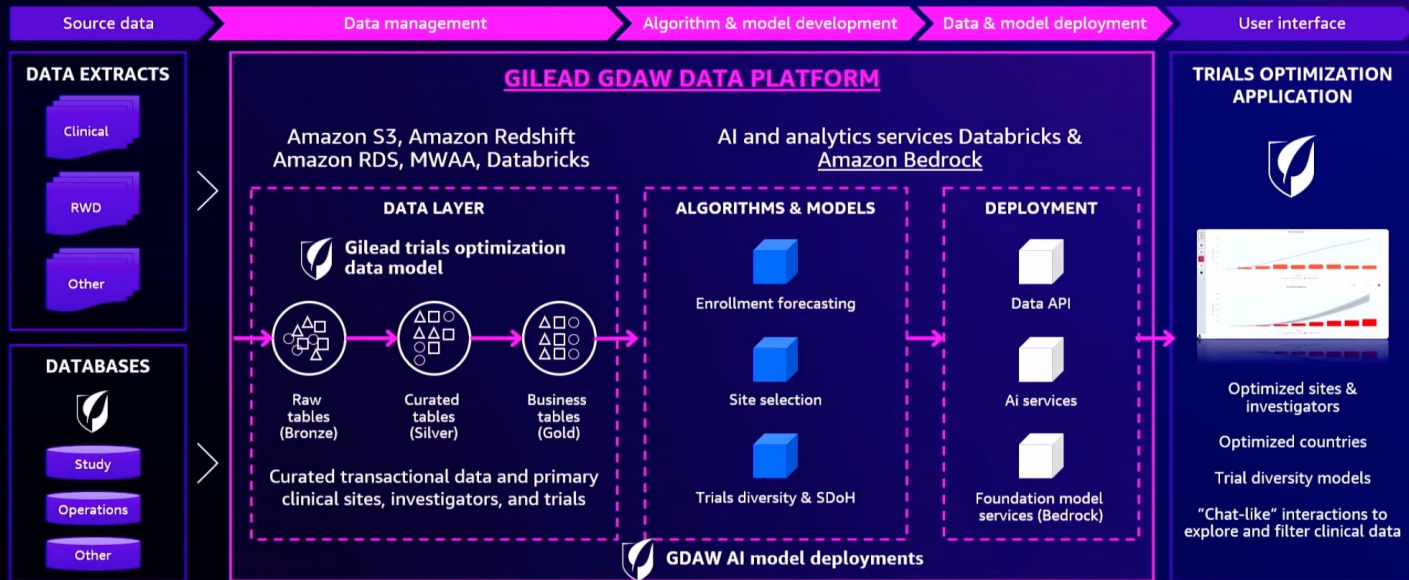 Source data
Data management
Algorithm & model development
Data & model deployment
User interface
DATA EXTRACTS
Clinical
RWD
Other
DATABASES
Study
Operations
Other
GILEAD GDAW DATA PLATFORM
Amazon S3, Amazon Redshift
Amazon RDS, MWAA, Databricks
AI and analytics services Databricks &
Amazon Bedrock
DATA LAYER
Gilead trials optimization
data model
Raw
tables
(Bronze)
Curated
tables
(Silver)
Business
tables
(Gold)
Curated transactional data and primary
clinical sites, investigators, and trials
ALGORITHMS & MODELS
Enrollment forecasting
Site selection
Trials diversity & SDoH
DEPLOYMENT
Data API
Ai services
Foundation model
services (Bedrock)
GDAW AI model deployments
TRIALS OPTIMIZATION
APPLICATION
Optimized sites &
investigators
Optimized countries
Trial diversity models
"Chat-like" interactions to
explore and filter clinical data